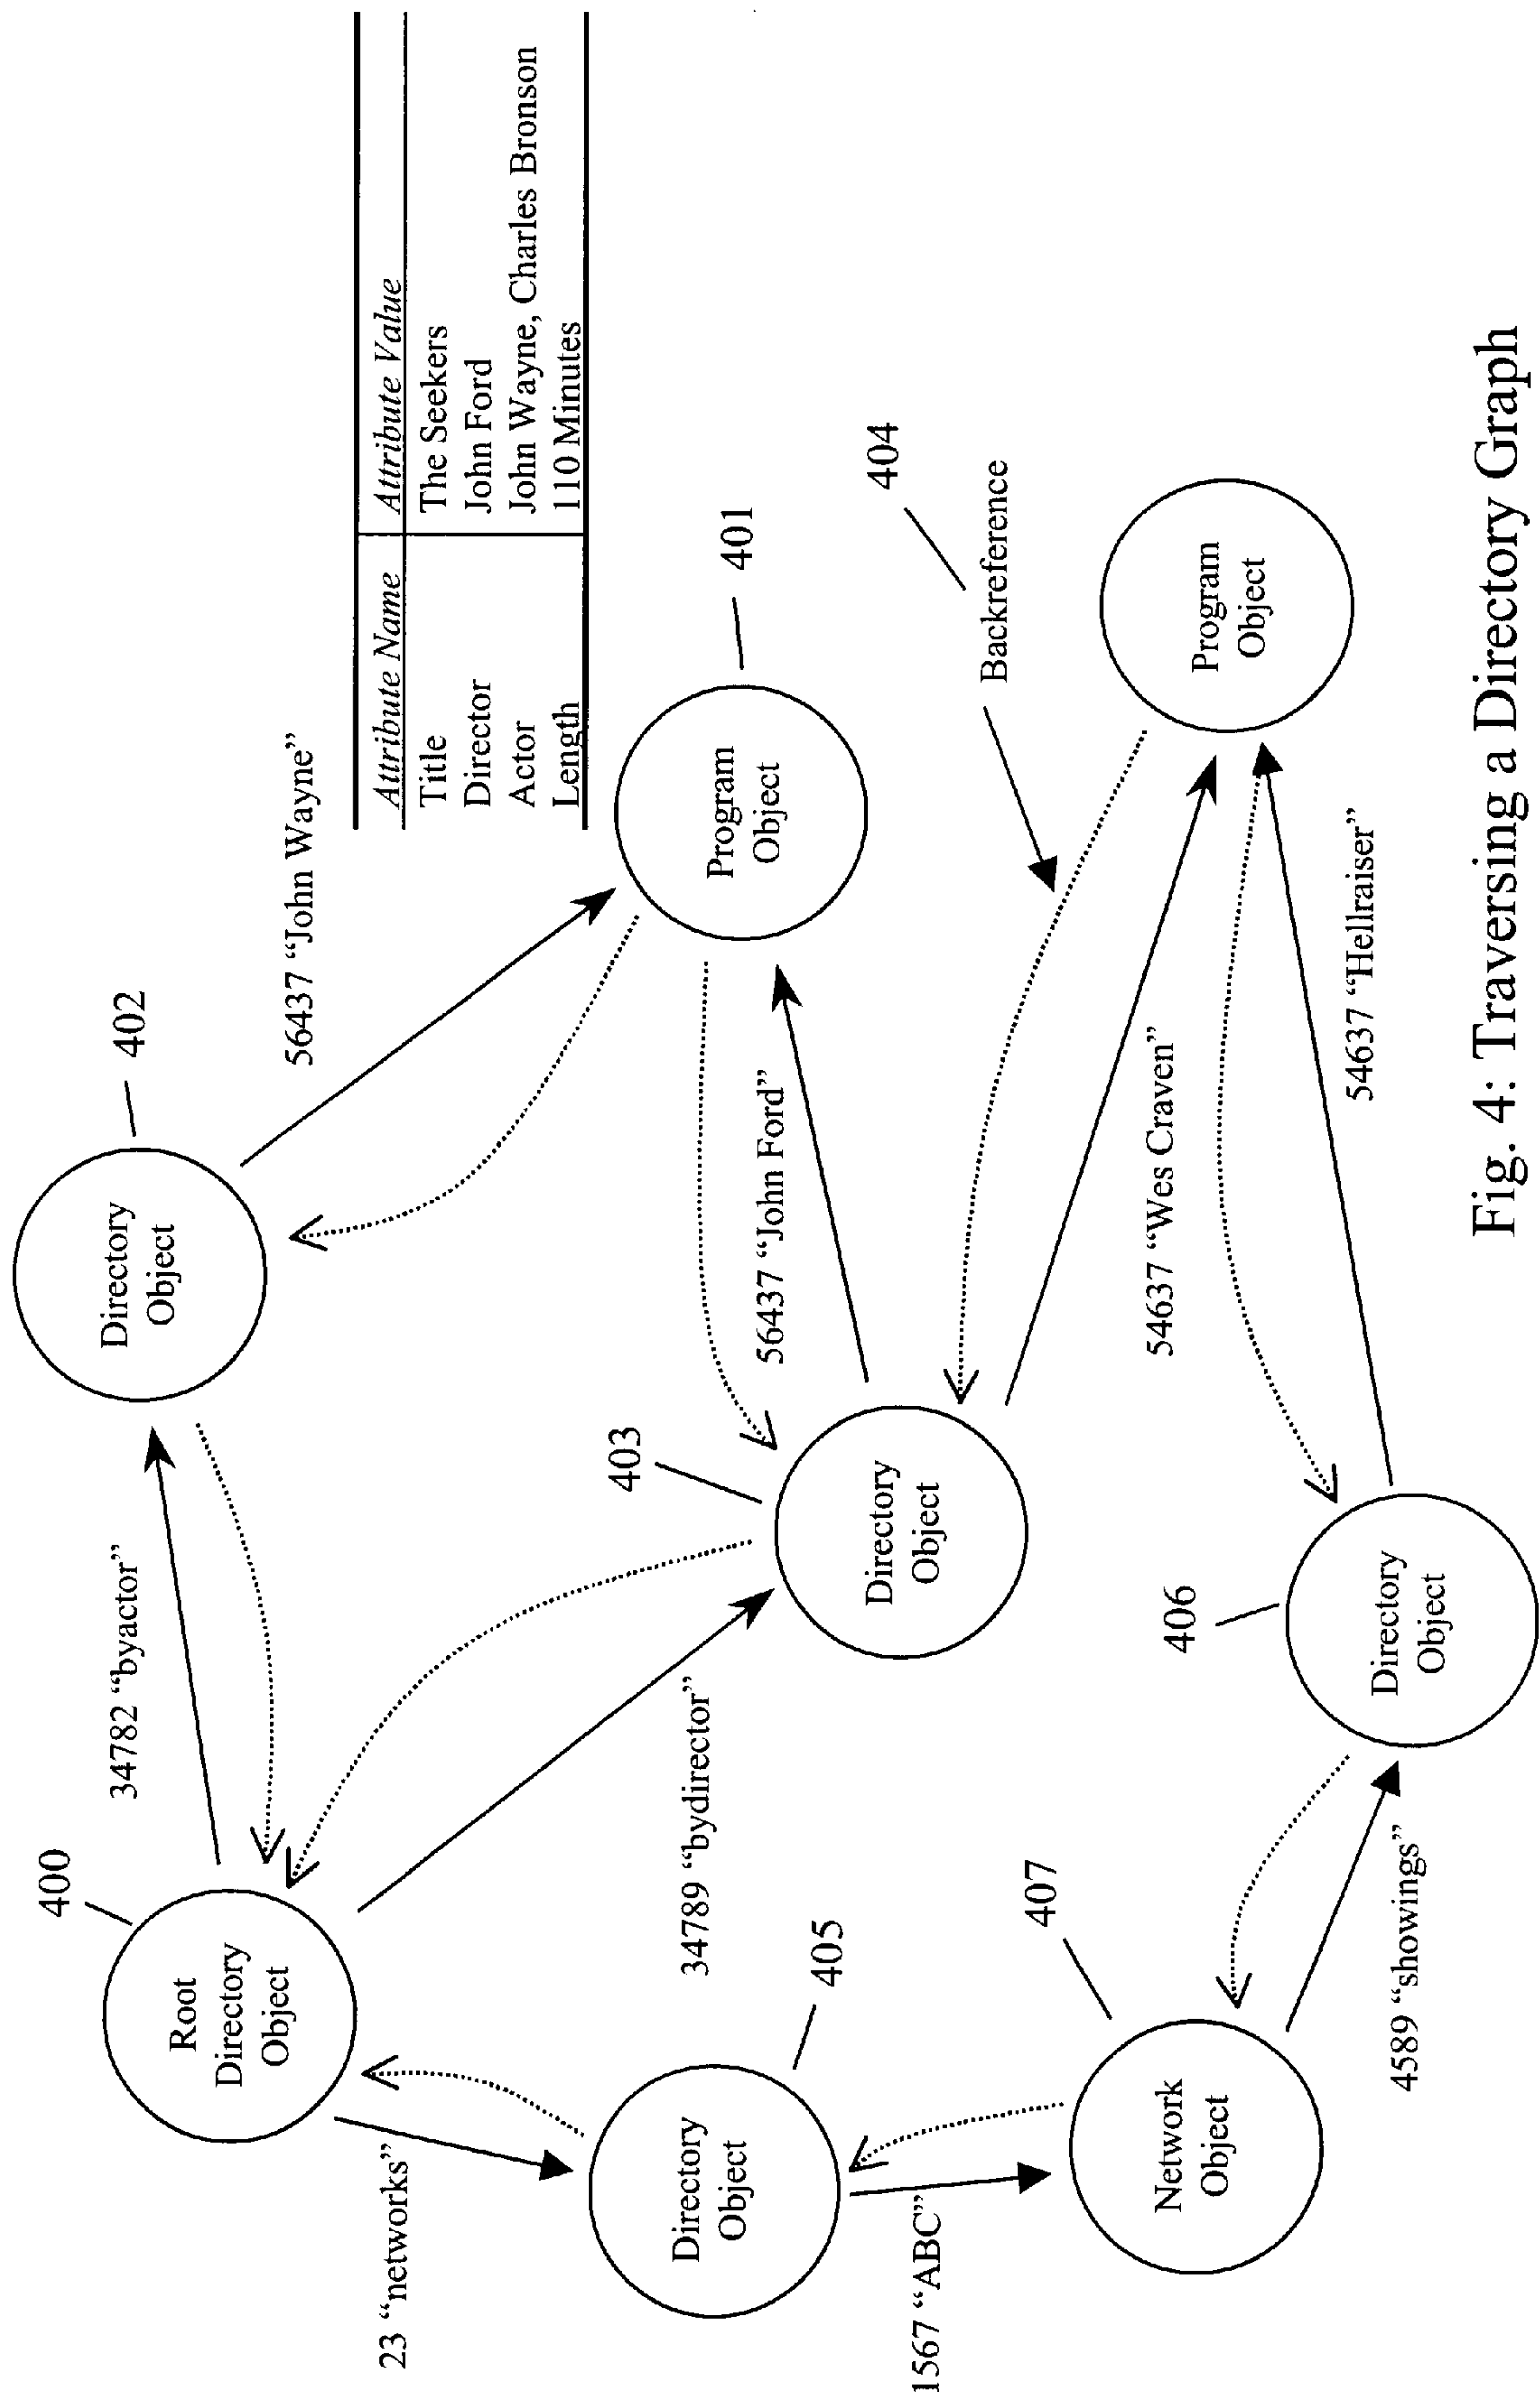 400
Root
Directory
Object
34782 “byactor”
402
Directory
Object
56437 “John Wayne”
Attribute Name Attribute Value
Title The Seekers
Director John Ford
Actor John Wayne, Charles Bronson
Length 110 Minutes
23 “networks”
34789 “bydirector”
403
Directory
Object
56437 “John Ford”
Program
Object
401
405
Directory
Object
404
Backreference
1567 “ABC”
407
Network
Object
54637 “Wes Craven”
Program
Object
406
Directory
Object
4589 “showings”
54637 “Hellraiser”
Fig. 4: Traversing a Directory Graph